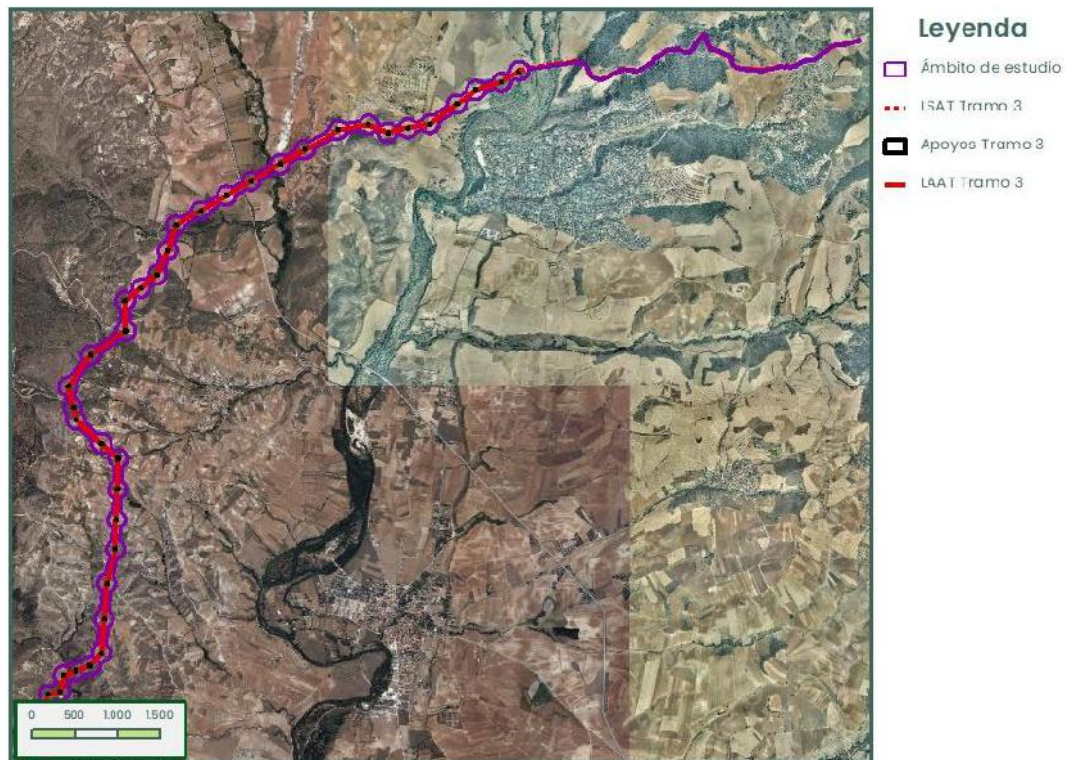 Leyenda
Ámbito de estudio
LSAT Tramo 3
Apoyos Tramo 3
LAAT Tramo 3
0 500 1.000 1.500